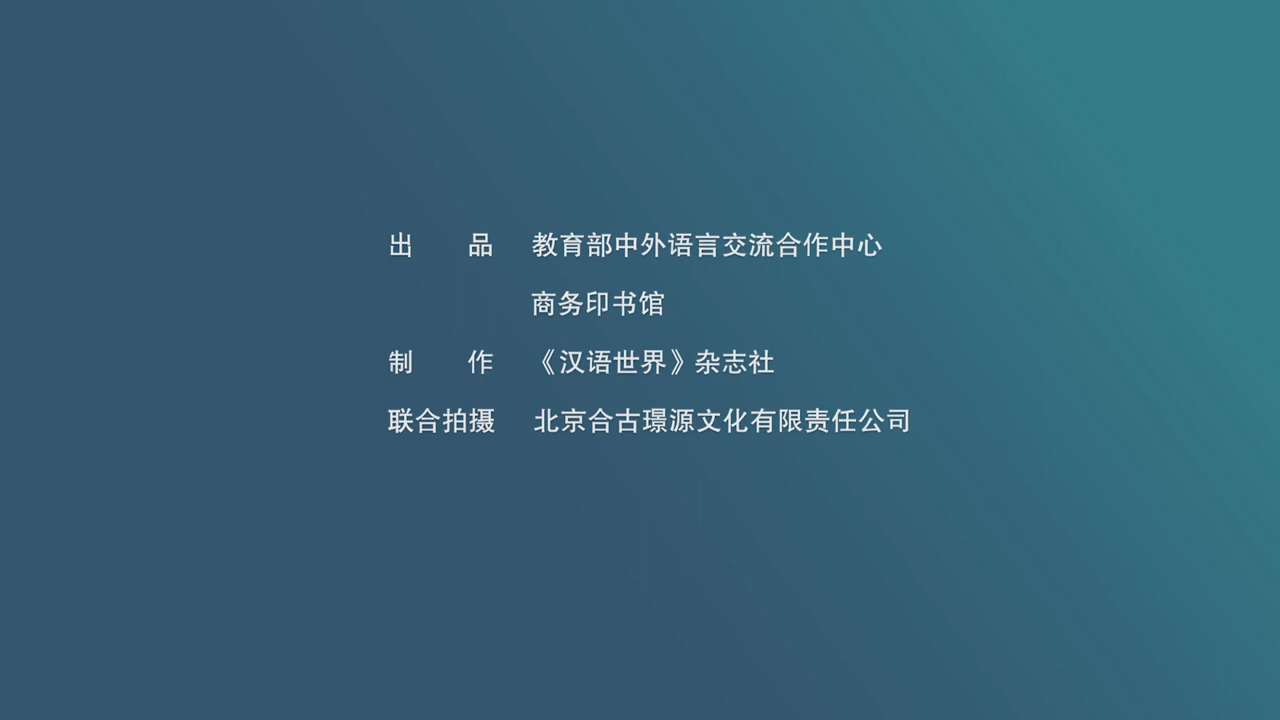 出 品 教育部中外语言交流合作中心
商务印书馆
制 作 《汉语世界》杂志社
联合拍摄 北京合古璟源文化有限责任公司